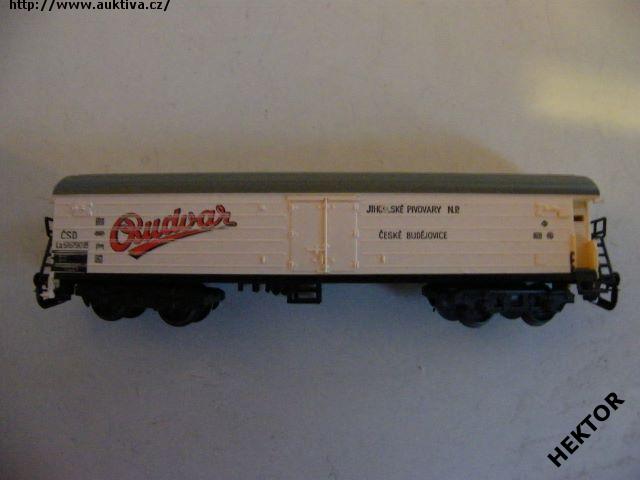 http://www.auktiva.cz/
Budvar
JIHOČESKÉ PIVOVARY N.P.
ČESKÉ BUDĚJOVICE
ČSD
HEKTOR